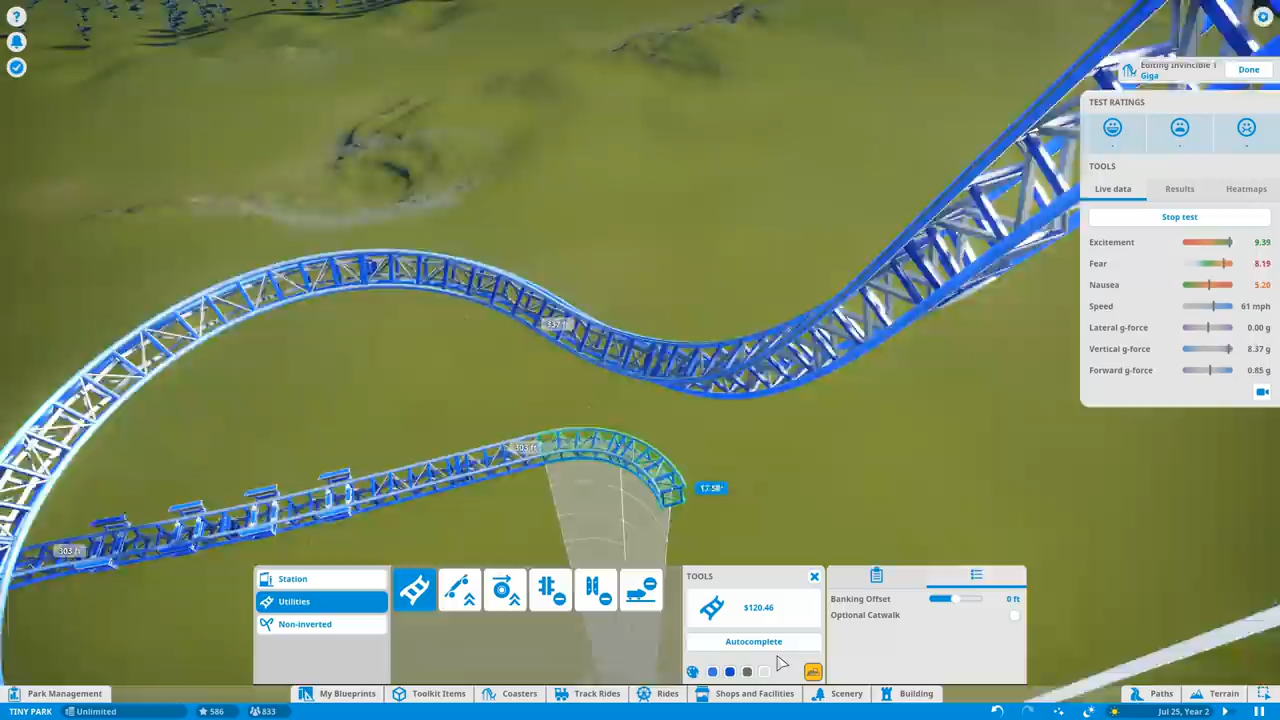 Editing Invincible I
Giga
Done
TEST RATINGS
-
-
-
TOOLS
Live data
Results
Heatmaps
Stop test
Excitement
9.39
Fear
8.19
Nausea
5.20
Speed
61 mph
Lateral g-force
0.00 g
Vertical g-force
8.37 g
Forward g-force
0.85 g
303 ft
303 ft
17.58°
Station
Utilities
Non-inverted
TOOLS
$120.46
Autocomplete
Banking Offset
0 ft
Optional Catwalk
Park Management
My Blueprints
Toolkit Items
Coasters
Track Rides
Rides
Shops and Facilities
Scenery
Building
Paths
Terrain
TINY PARK
Unlimited
586
833
Jul 25, Year 2